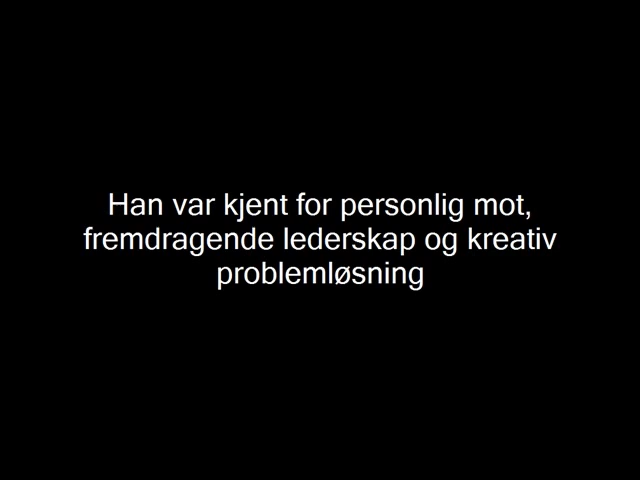 Han var kjent for personlig mot,
fremdragende lederskap og kreativ
problemløsning